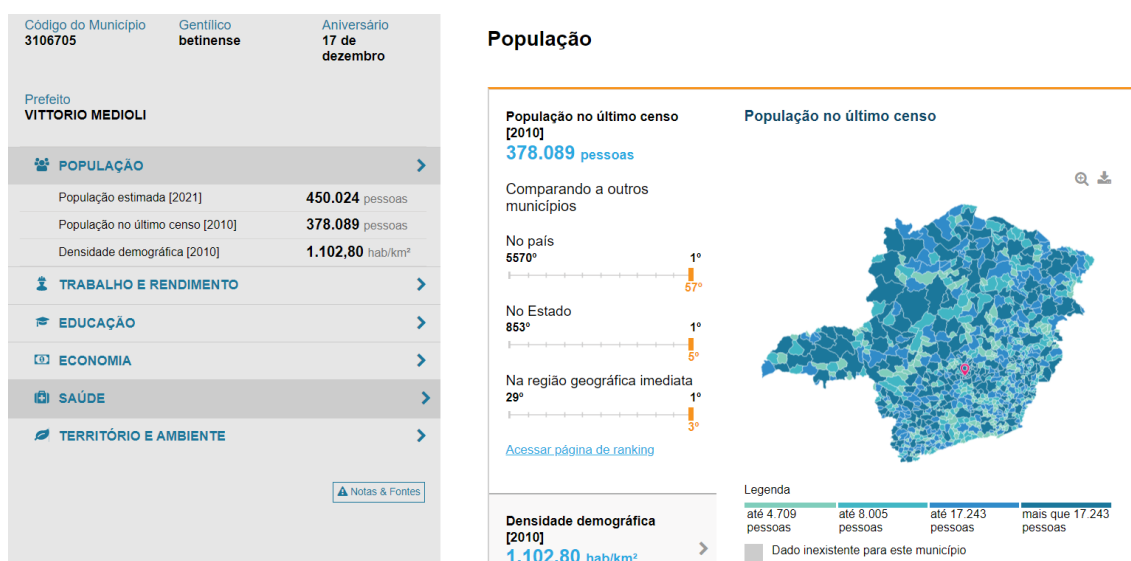 Código do Município Gentílico Aniversário
3106705 betinense 17 de
dezembro
Prefeito
VITTORIO MEDIOLI
POPULAÇÃO
População estimada [2021] 450.024 pessoas
População no último censo [2010] 378.089 pessoas
Densidade demográfica [2010] 1.102,80 hab/km²
TRABALHO E RENDIMENTO
EDUCAÇÃO
ECONOMIA
SAÚDE
TERRITÓRIO E AMBIENTE
Notas & Fontes
População
População no último censo
[2010]
378.089 pessoas
Comparando a outros
municípios
No país
5570º 1º
57º
No Estado
853º 1º
5º
Na região geográfica imediata
29º 1º
3º
Acessar página de ranking
Densidade demográfica
[2010]
1.102,80 hab/km²
População no último censo
Legenda
até 4.709 até 8.005 até 17.243 mais que 17.243
pessoas pessoas pessoas pessoas
Dado inexistente para este município